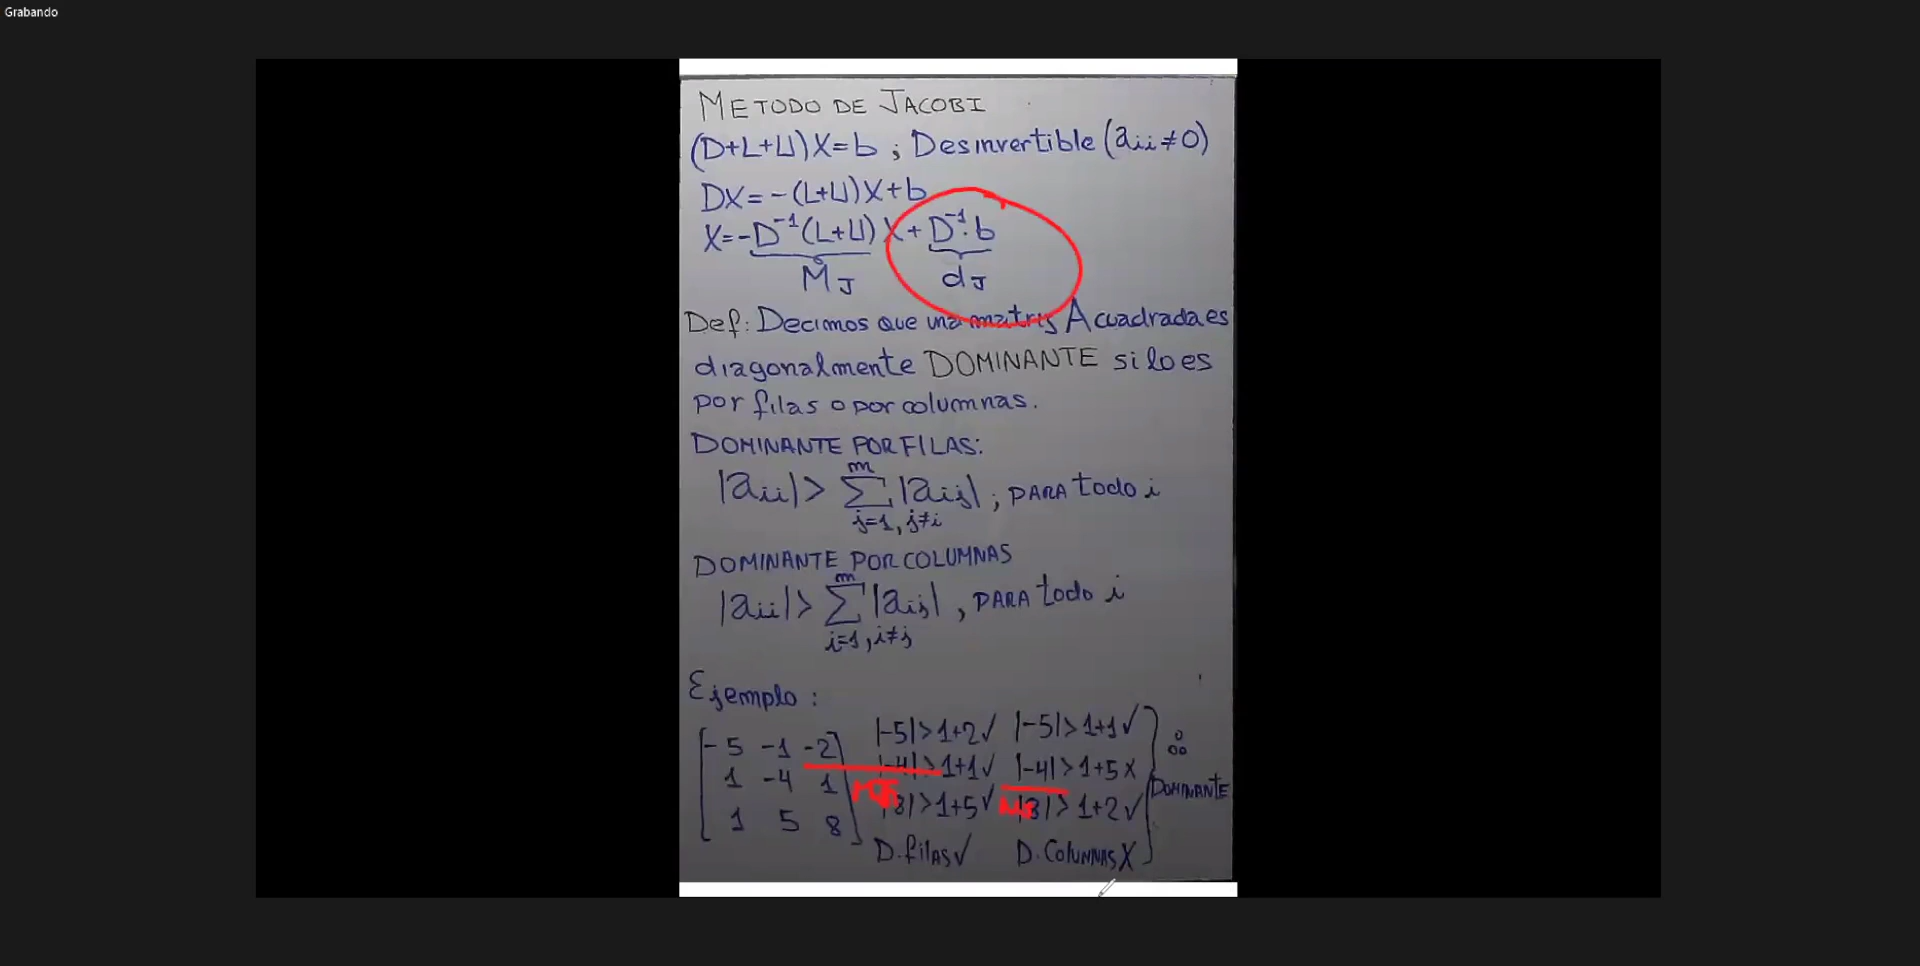 Grabando
METODO DE JACOBI
(D+L+U)X=b ; D es invertible (aii≠0)
DX=-(L+U)X+b
X=-D⁻¹(L+U) X + D⁻¹·b
MJ dJ
Def: Decimos que una matris A cuadrada es
diagonalmente DOMINANTE si lo es
por filas o por columnas.
DOMINANTE POR FILAS:
m
|aii| > ∑ |aij| ; PARA todo i
j=1, j≠i
DOMINANTE POR COLUMNAS
m
|aii| > ∑ |aij| , PARA todo i
i=1, i≠j
Ejemplo :
-5 -1 -2 |-5|>1+2✓ |-5|>1+1✓
1 -4 1 |-4|>1+1✓ |-4|>1+5 X
DOMINANTE
1 5 8 |8|>1+5✓ |8|>1+2✓
D. filas✓ D. Columnas X